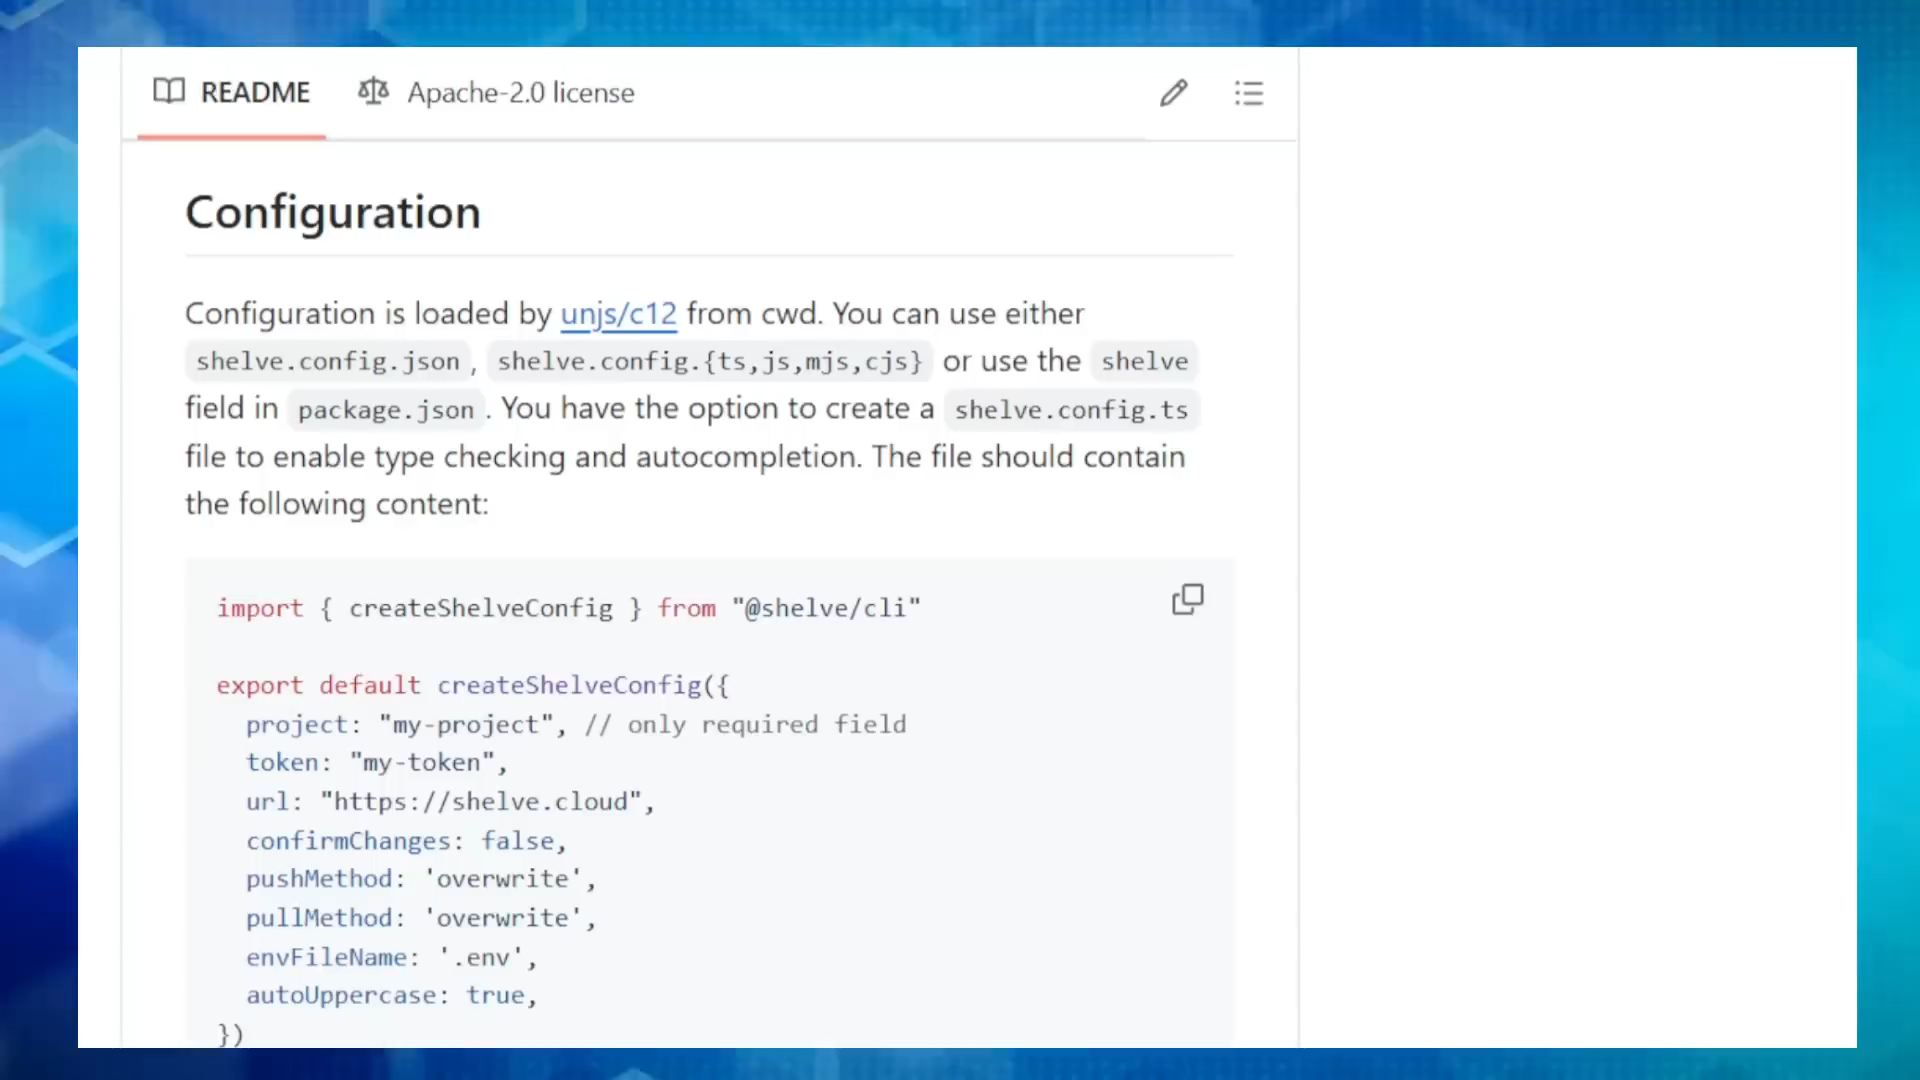 README Apache-2.0 license
Configuration
Configuration is loaded by unjs/c12 from cwd. You can use either
shelve.config.json, shelve.config.{ts,js,mjs,cjs} or use the shelve
field in package.json. You have the option to create a shelve.config.ts
file to enable type checking and autocompletion. The file should contain
the following content:
import { createShelveConfig } from "@shelve/cli"
export default createShelveConfig({
  project: "my-project", // only required field
  token: "my-token",
  url: "https://shelve.cloud",
  confirmChanges: false,
  pushMethod: 'overwrite',
  pullMethod: 'overwrite',
  envFileName: '.env',
  autoUppercase: true,
})